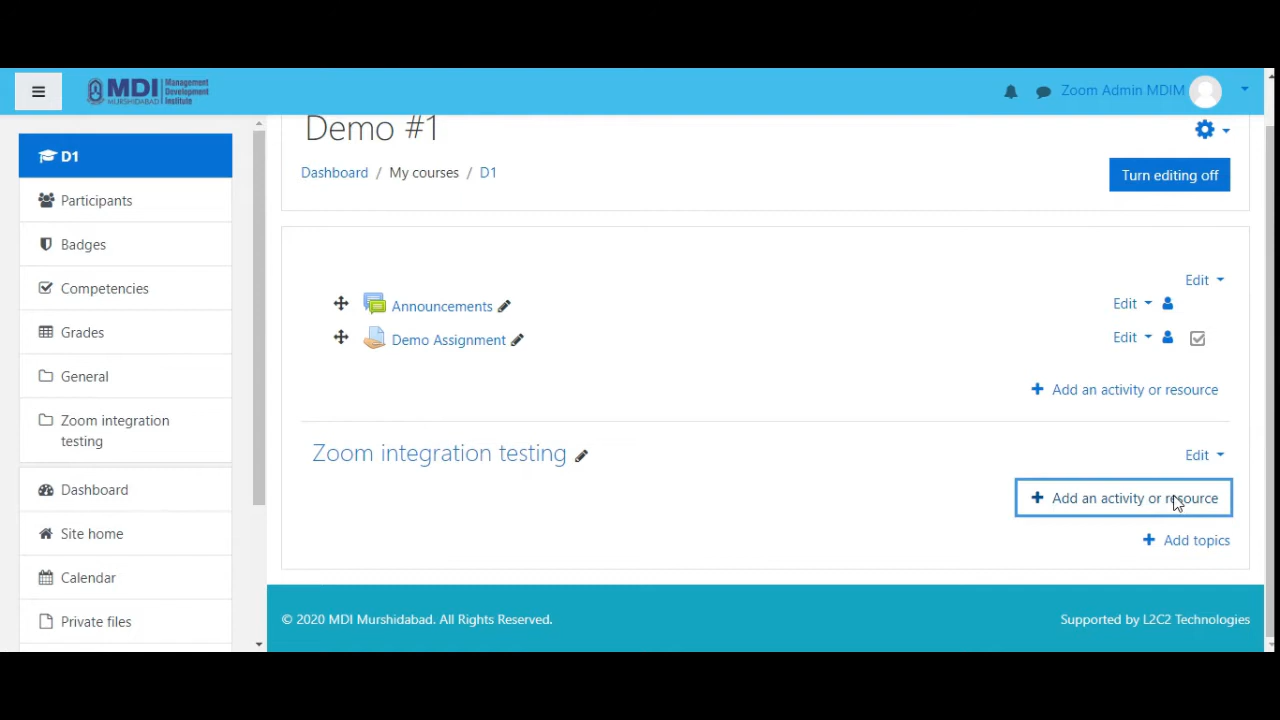 MDI
MURSHIDABAD
Management
Development
Institute
Zoom Admin MDIM
D1
Participants
Badges
Competencies
Grades
General
Zoom integration
testing
Dashboard
Site home
Calendar
Private files
Demo #1
Dashboard / My courses / D1
Turn editing off
Edit
Announcements
Edit
Demo Assignment
Edit
Add an activity or resource
Zoom integration testing
Edit
Add an activity or resource
Add topics
© 2020 MDI Murshidabad. All Rights Reserved.
Supported by L2C2 Technologies